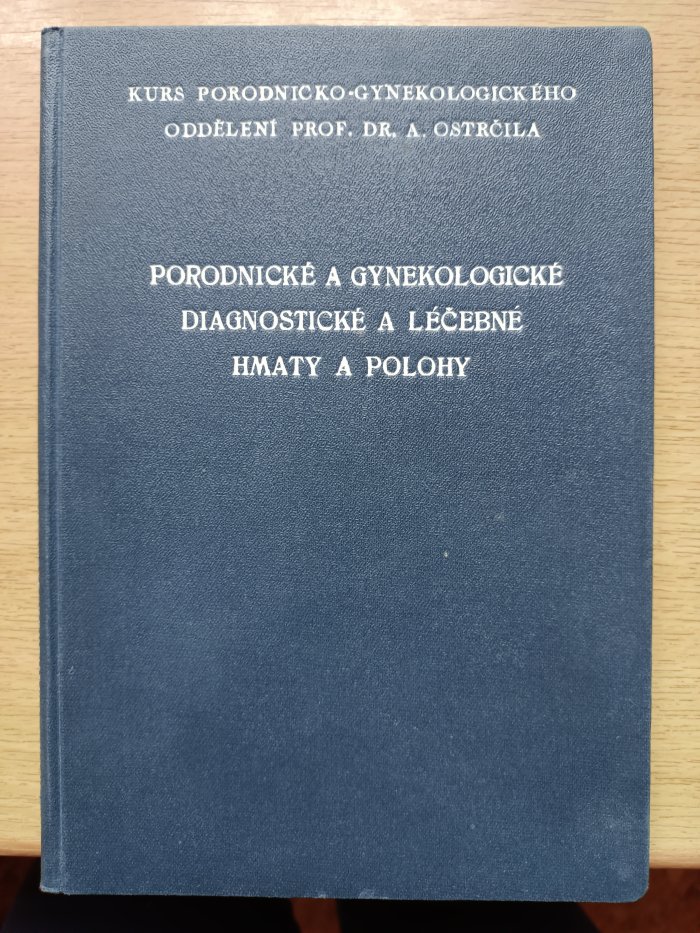 KURS PORODNICKO-GYNEKOLOGICKÉHO
ODDĚLENÍ PROF. DR. A. OSTRČILA
PORODNICKÉ A GYNEKOLOGICKÉ
DIAGNOSTICKÉ A LÉČEBNÉ
HMATY A POLOHY